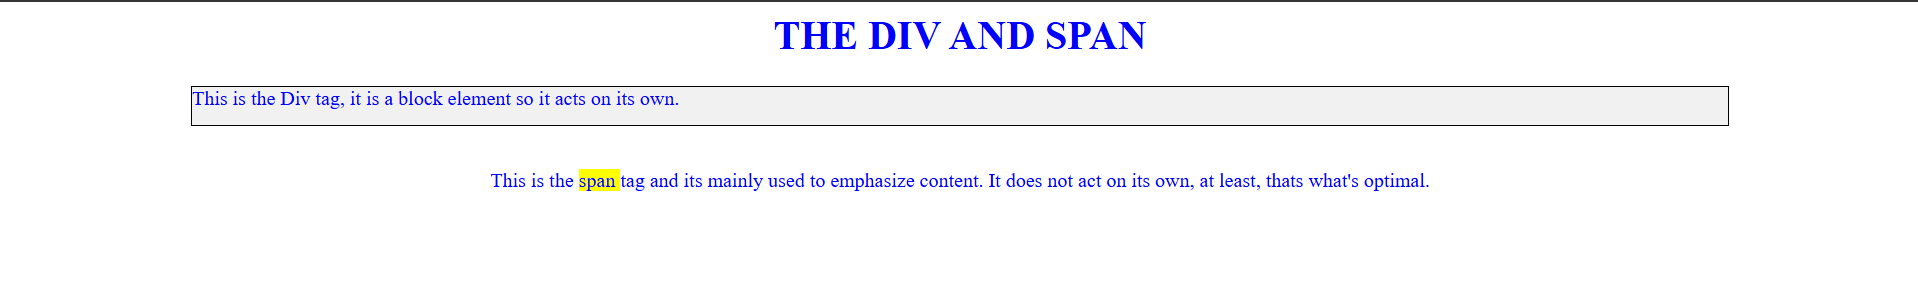 THE DIV AND SPAN
This is the Div tag, it is a block element so it acts on its own.
This is the span tag and its mainly used to emphasize content. It does not act on its own, at least, thats what's optimal.